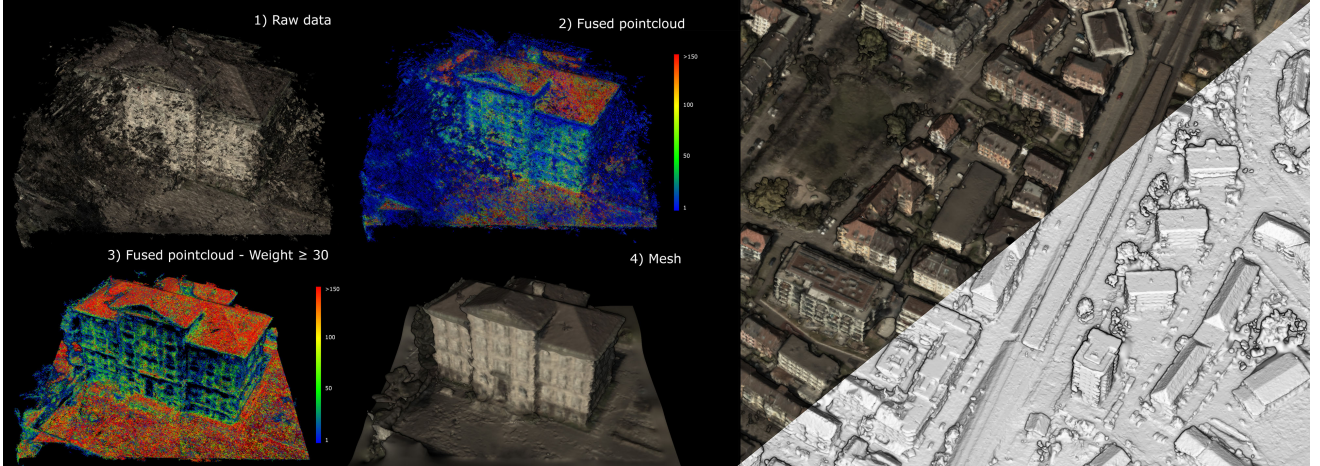 1) Raw data
2) Fused pointcloud
>150
100
50
1
3) Fused pointcloud - Weight ≥ 30
>150
100
50
1
4) Mesh